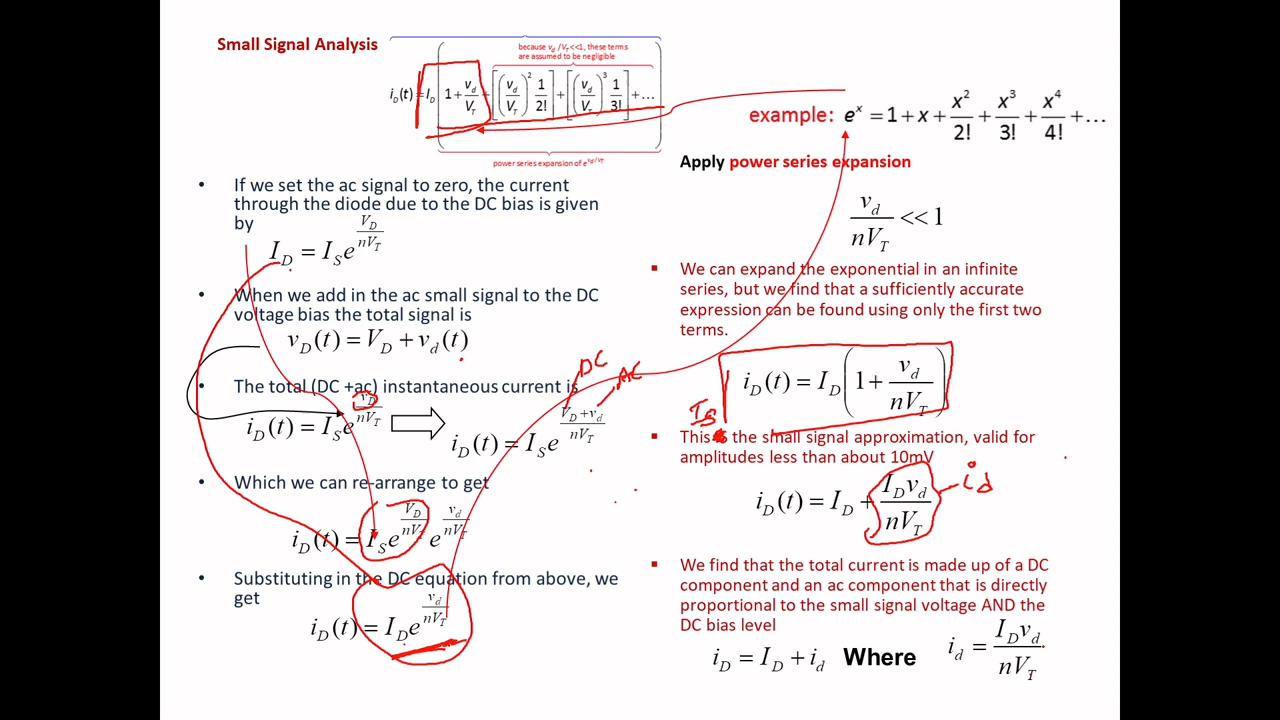 Small Signal Analysis
because v_d /V_T<<1, these terms
are assumed to be negligible
i_D(t)=I_D(1+v_d/V_T+[(v_d/V_T)^2 1/2!]+[(v_d/V_T)^3 1/3!]+...)
power series expansion of e^(v_d/V_T)
• If we set the ac signal to zero, the current
through the diode due to the DC bias is given
by
I_D = I_S e^(V_D/nV_T)
• When we add in the ac small signal to the DC
voltage bias the total signal is
v_D(t) = V_D + v_d(t)
• The total (DC +ac) instantaneous current is
i_D(t) = I_S e^(v_D/nV_T)
DC
AC
i_D(t) = I_S e^((V_D+v_d)/nV_T)
• Which we can re-arrange to get
i_D(t) = I_S e^(V_D/nV_T) e^(v_d/nV_T)
• Substituting in the DC equation from above, we
get
i_D(t) = I_D e^(v_d/nV_T)
example: e^x = 1 + x + x^2/2! + x^3/3! + x^4/4! + ...
Apply power series expansion
v_d/nV_T << 1
▪ We can expand the exponential in an infinite
series, but we find that a sufficiently accurate
expression can be found using only the first two
terms.
i_D(t) = I_D(1 + v_d/nV_T)
▪ This is the small signal approximation, valid for
amplitudes less than about 10mV
i_D(t) = I_D + I_D v_d/nV_T
i_d
▪ We find that the total current is made up of a DC
component and an ac component that is directly
proportional to the small signal voltage AND the
DC bias level
i_D = I_D + i_d Where i_d = I_D v_d/nV_T